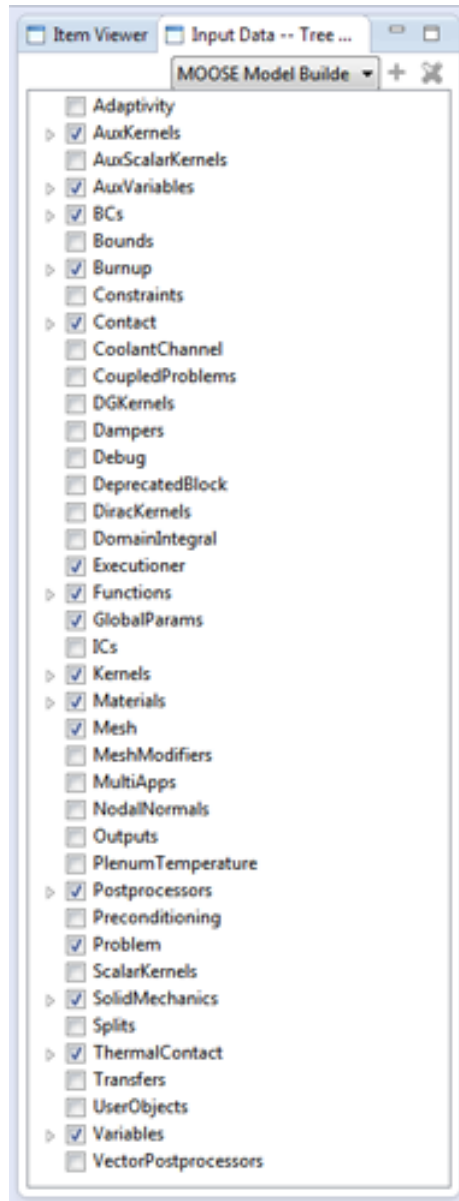 Item Viewer Input Data -- Tree ...
MOOSE Model Builde
Adaptivity
AuxKernels
AuxScalarKernels
AuxVariables
BCs
Bounds
Burnup
Constraints
Contact
CoolantChannel
CoupledProblems
DGKernels
Dampers
Debug
DeprecatedBlock
DiracKernels
DomainIntegral
Executioner
Functions
GlobalParams
ICs
Kernels
Materials
Mesh
MeshModifiers
MultiApps
NodalNormals
Outputs
PlenumTemperature
Postprocessors
Preconditioning
Problem
ScalarKernels
SolidMechanics
Splits
ThermalContact
Transfers
UserObjects
Variables
VectorPostprocessors